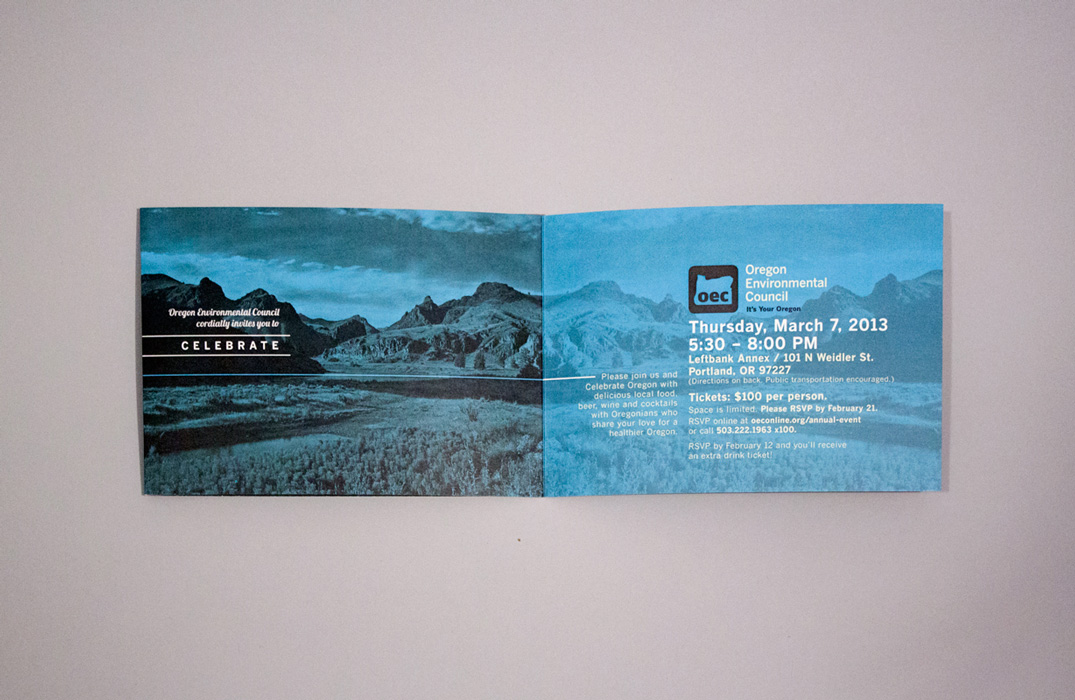 Oregon Environmental Council
cordially invites you to
CELEBRATE
Please join us and
Celebrate Oregon with
delicious local food,
beer, wine and cocktails
with Oregonians who
share your love for a
healthier Oregon.
oec
Oregon
Environmental
Council
It's Your Oregon
Thursday, March 7, 2013
5:30 – 8:00 PM
Leftbank Annex / 101 N Weidler St.
Portland, OR 97227
(Directions on back. Public transportation encouraged.)
Tickets: $100 per person.
Space is limited. Please RSVP by February 21.
RSVP online at oeconline.org/annual-event
or call 503.222.1963 x100.
RSVP by February 12 and you'll receive
an extra drink ticket!